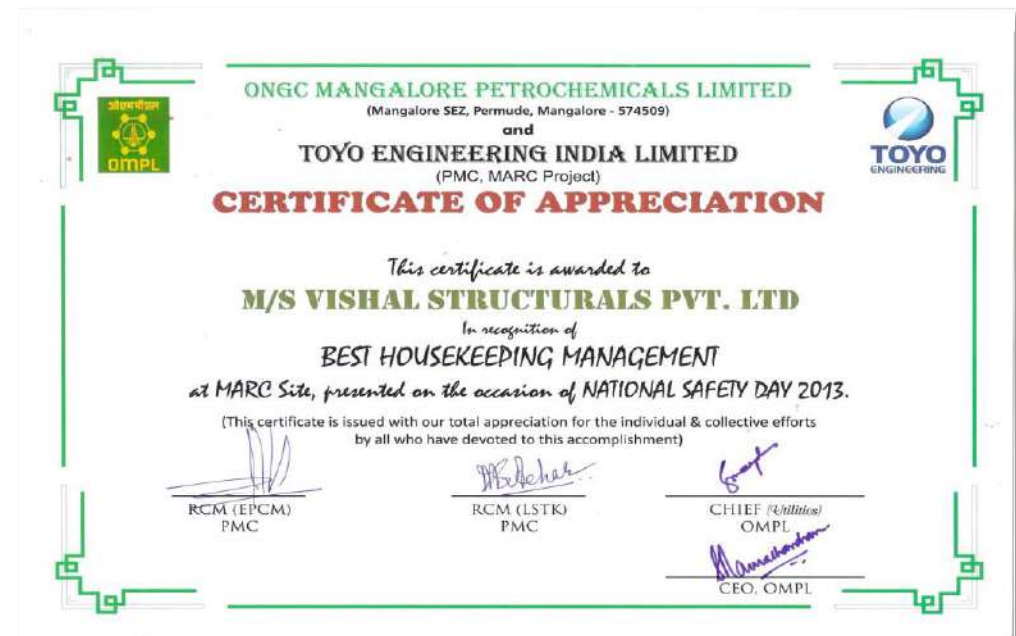 ओएमपीएल
OMPL
TOYO
ENGINEERING
ONGC MANGALORE PETROCHEMICALS LIMITED
(Mangalore SEZ, Permude, Mangalore - 574509)
and
TOYO ENGINEERING INDIA LIMITED
(PMC, MARC Project)
CERTIFICATE OF APPRECIATION
This certificate is awarded to
M/S VISHAL STRUCTURALS PVT. LTD
In recognition of
BEST HOUSEKEEPING MANAGEMENT
at MARC Site, presented on the occasion of NATIONAL SAFETY DAY 2013.
(This certificate is issued with our total appreciation for the individual & collective efforts
by all who have devoted to this accomplishment)
RCM (EPCM)
PMC
RCM (LSTK)
PMC
CHIEF (Utilities)
OMPL
CEO, OMPL